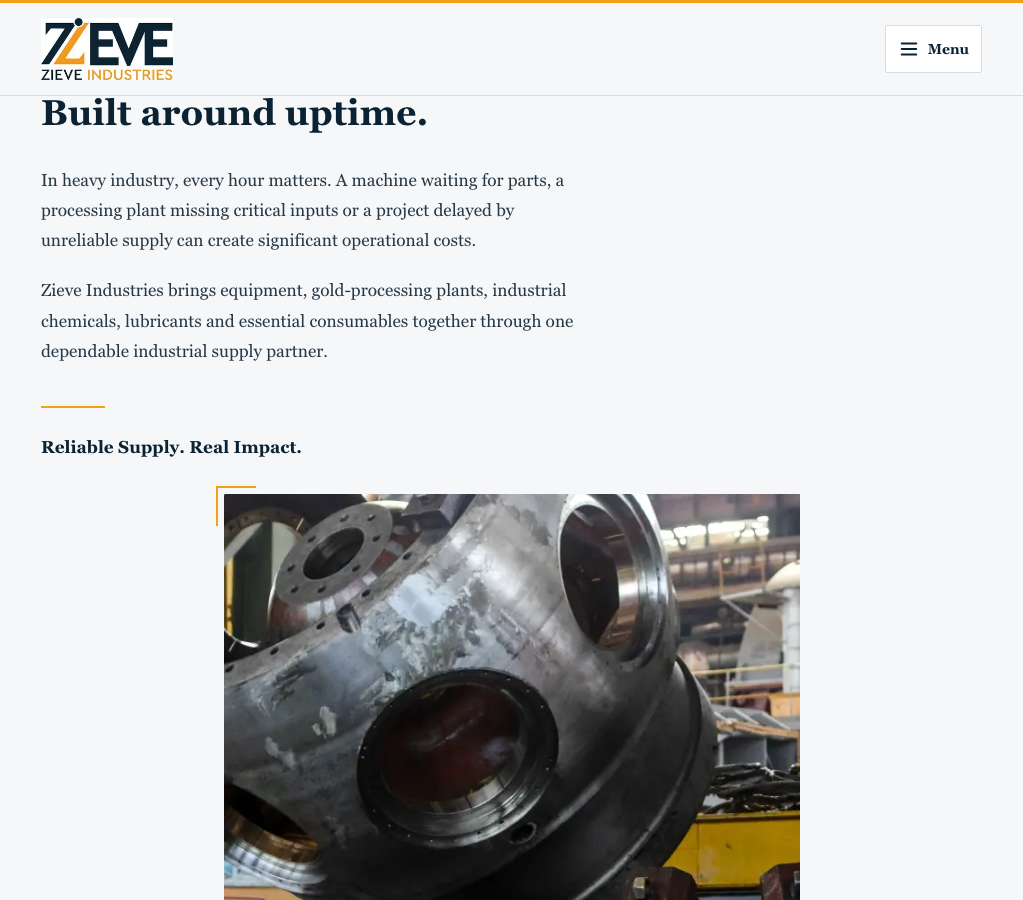 ZIEVE
ZIEVE INDUSTRIES
Menu
Built around uptime.
In heavy industry, every hour matters. A machine waiting for parts, a
processing plant missing critical inputs or a project delayed by
unreliable supply can create significant operational costs.
Zieve Industries brings equipment, gold-processing plants, industrial
chemicals, lubricants and essential consumables together through one
dependable industrial supply partner.
Reliable Supply. Real Impact.